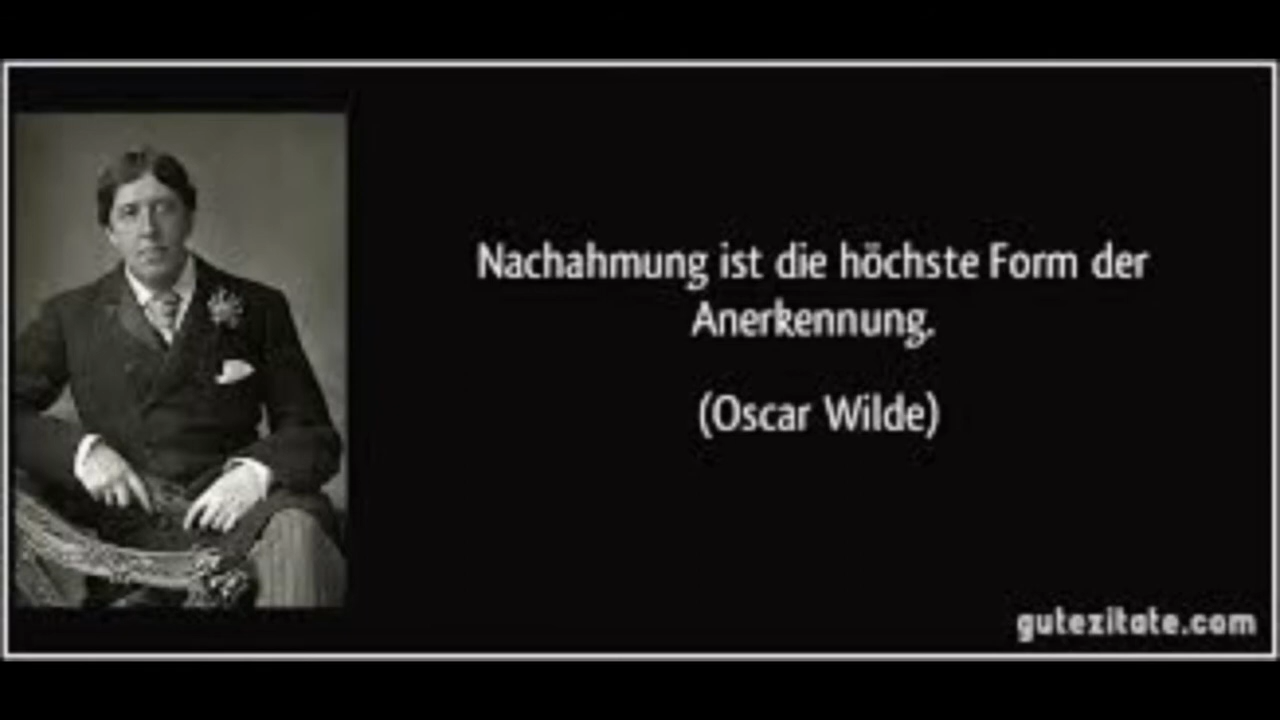 Nachahmung ist die höchste Form der
Anerkennung.
(Oscar Wilde)
gutezitate.com